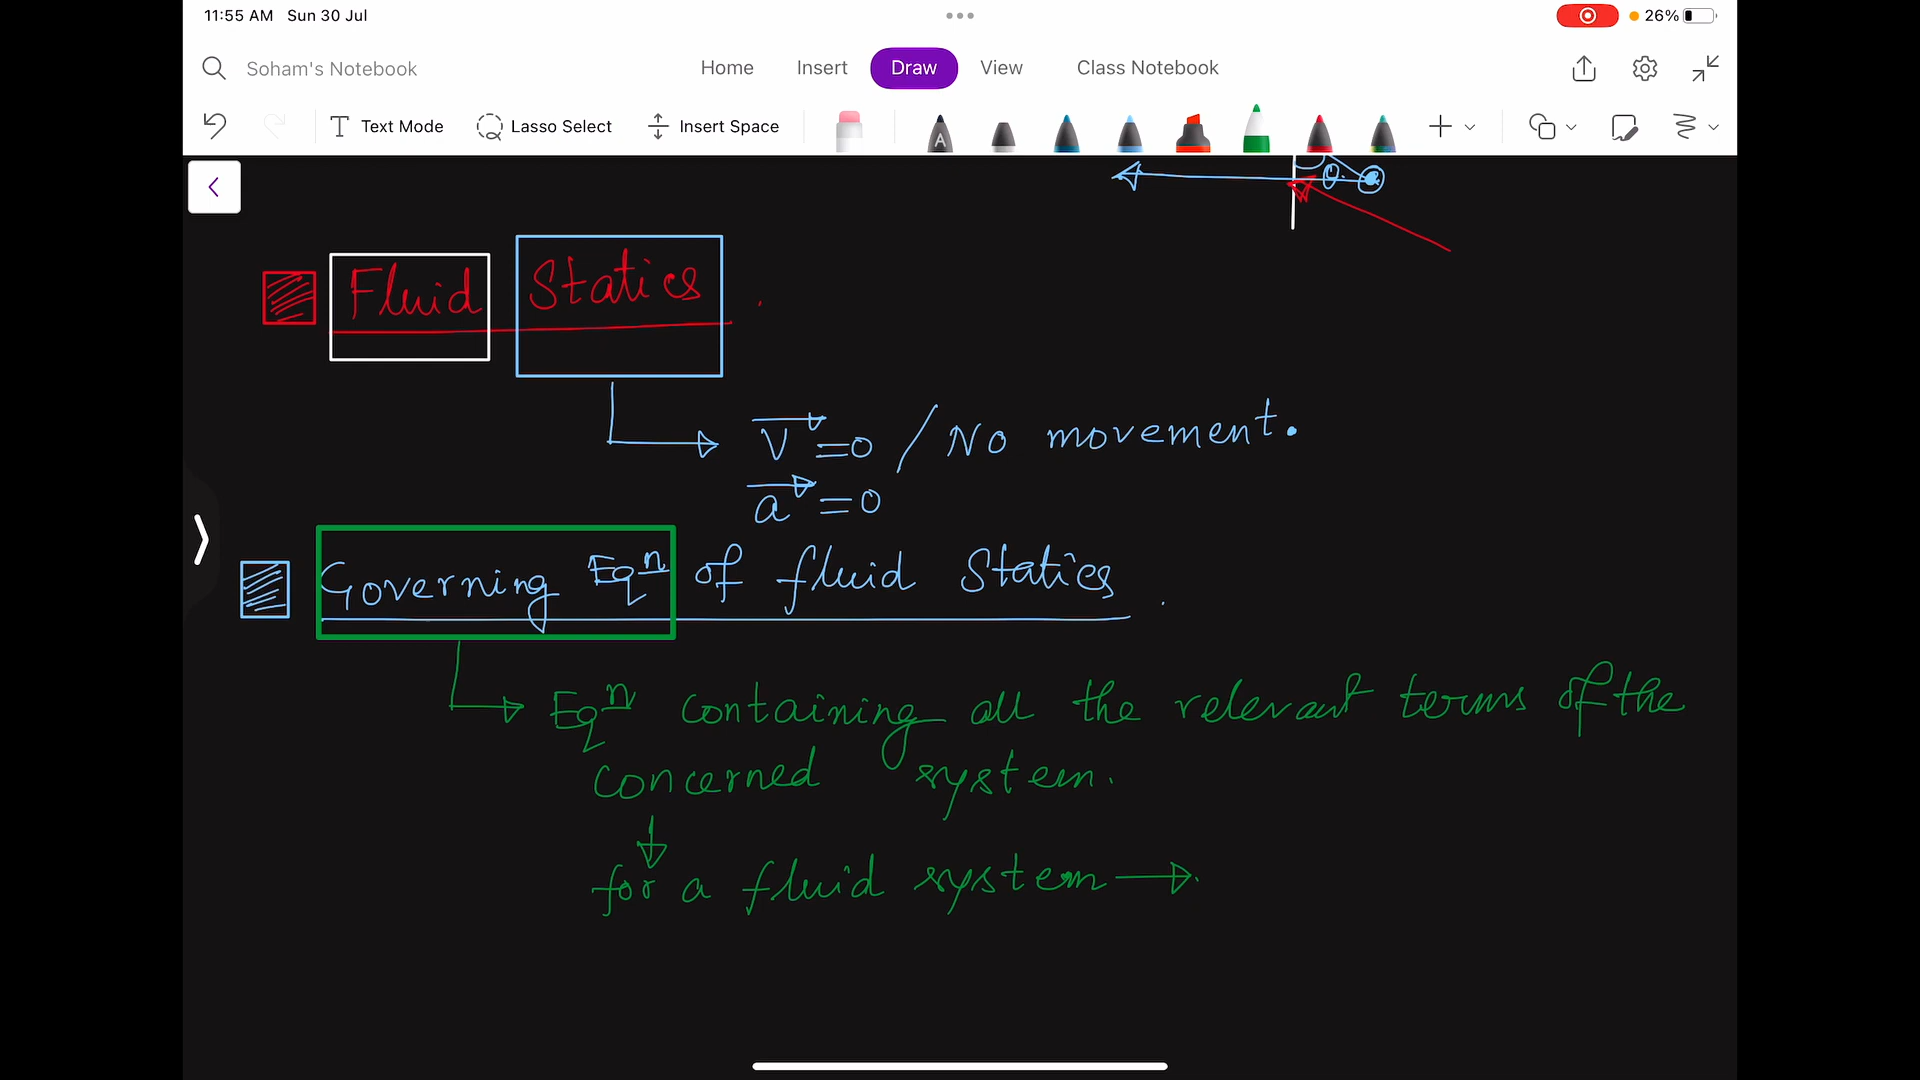 11:55 AM Sun 30 Jul
26%
Soham's Notebook
Home Insert Draw View Class Notebook
Text Mode Lasso Select Insert Space
A
θ
Fluid Statics .
V = 0 / No movement.
a = 0
Governing Eqn of fluid Statics .
Eqn containing all the relevant terms of the
concerned system.
for a fluid system →